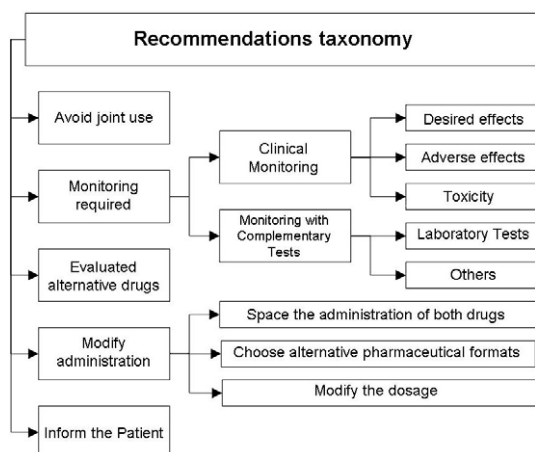 Recommendations taxonomy
Avoid joint use
Monitoring
required
Clinical
Monitoring
Desired effects
Adverse effects
Toxicity
Monitoring with
Complementary
Tests
Laboratory Tests
Others
Evaluated
alternative drugs
Modify
administration
Space the administration of both drugs
Choose alternative pharmaceutical formats
Modify the dosage
Inform the Patient